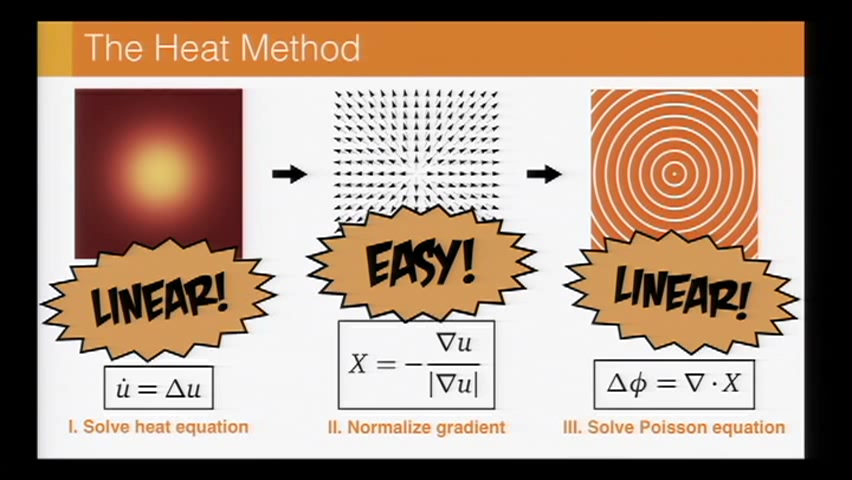 The Heat Method
LINEAR!
EASY!
LINEAR!
u̇ = Δu
X = −∇u/|∇u|
Δϕ = ∇ · X
I. Solve heat equation
II. Normalize gradient
III. Solve Poisson equation